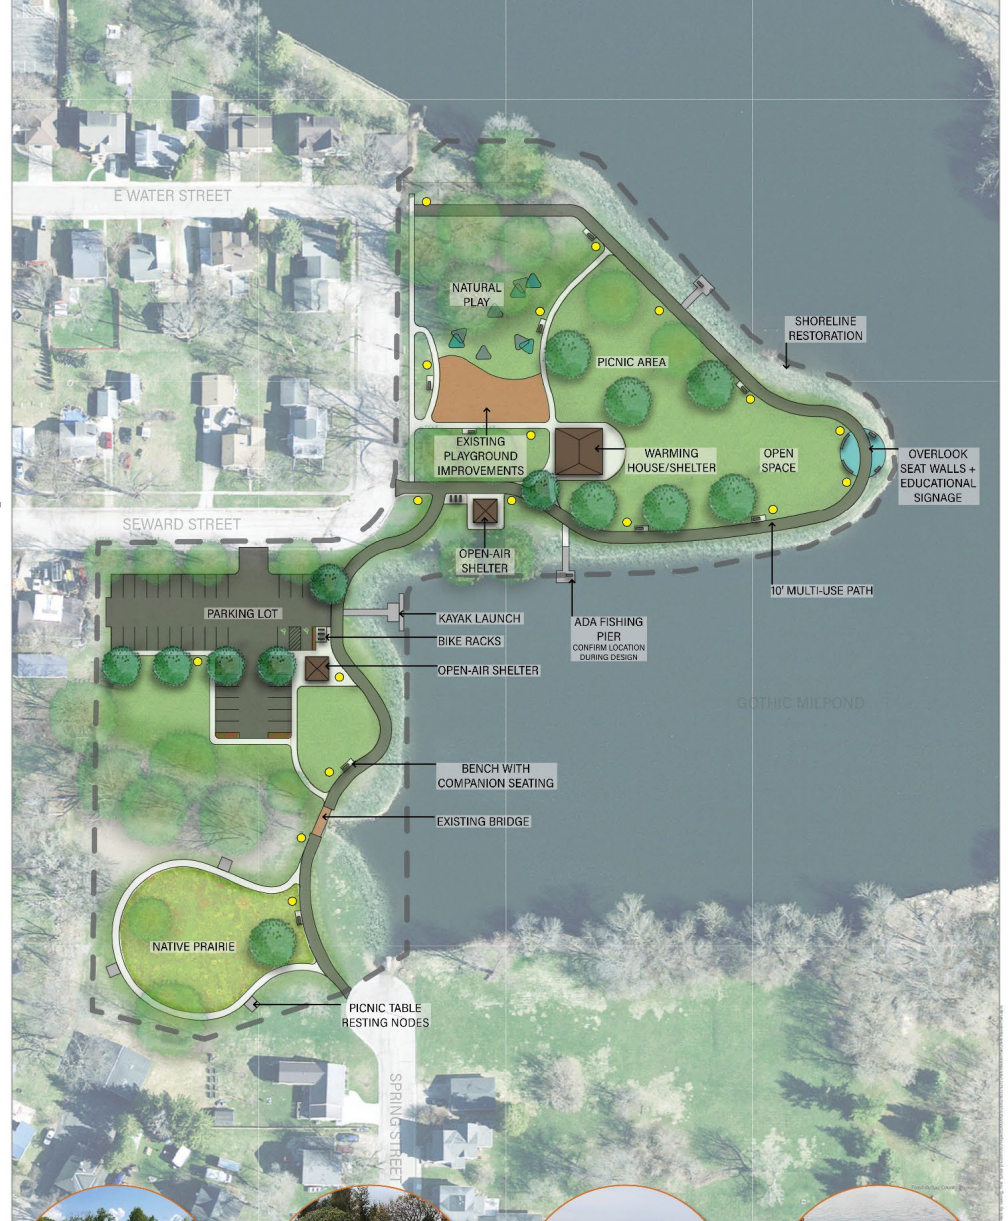 E WATER STREET
NATURAL
PLAY
SHORELINE
RESTORATION
PICNIC AREA
EXISTING
PLAYGROUND
IMPROVEMENTS
WARMING
HOUSE/SHELTER
OPEN
SPACE
OVERLOOK
SEAT WALLS +
EDUCATIONAL
SIGNAGE
SEWARD STREET
OPEN-AIR
SHELTER
10' MULTI-USE PATH
PARKING LOT
KAYAK LAUNCH
ADA FISHING
PIER
CONFIRM LOCATION
DURING DESIGN
BIKE RACKS
OPEN-AIR SHELTER
GOTHIC MILPOND
BENCH WITH
COMPANION SEATING
EXISTING BRIDGE
NATIVE PRAIRIE
PICNIC TABLE
RESTING NODES
SPRING STREET